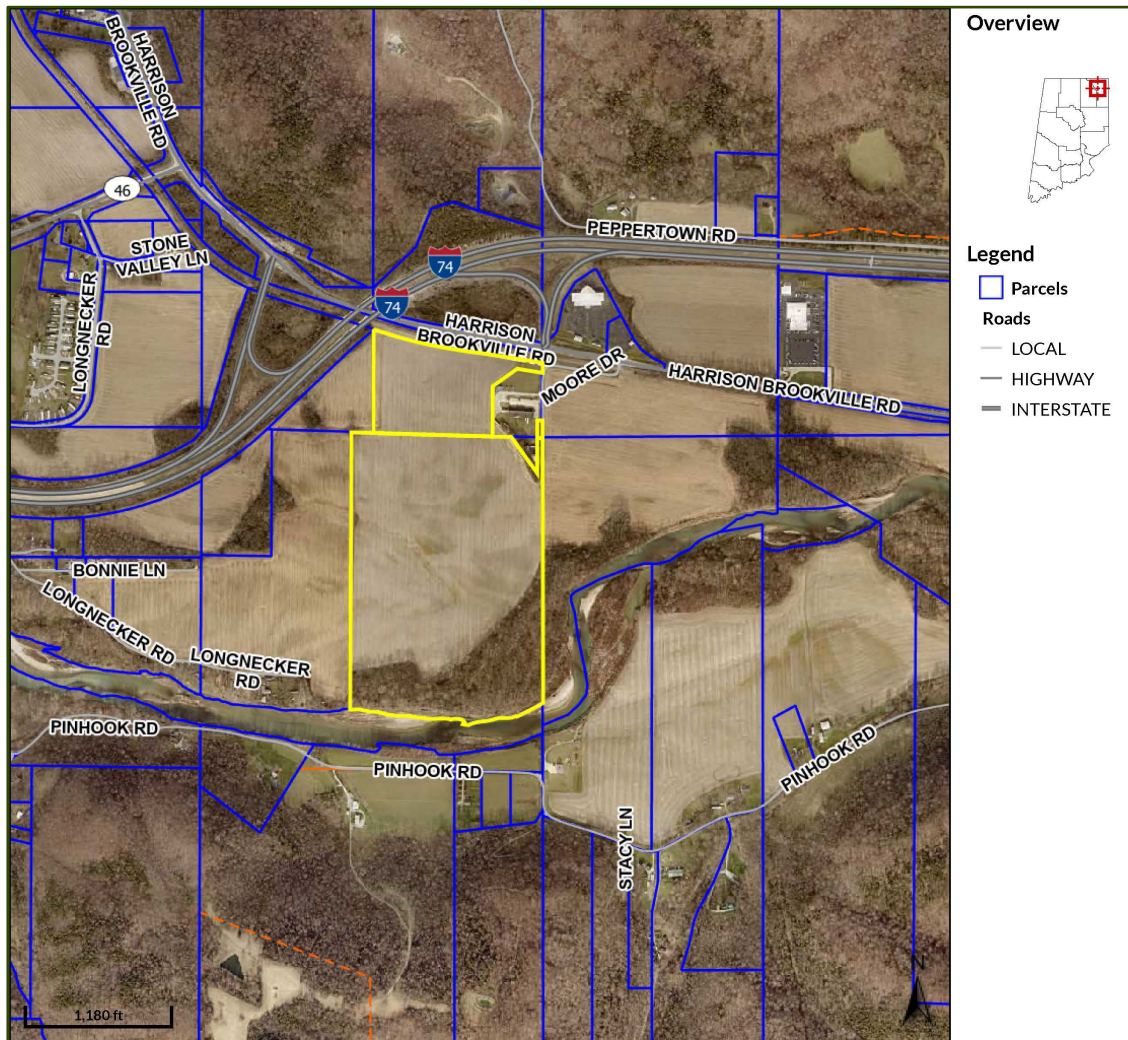 Overview
Legend
Parcels
Roads
LOCAL
HIGHWAY
INTERSTATE
HARRISON
BROOKVILLE RD
46
STONE
VALLEY LN
LONGNECKER
RD
74
74
PEPPERTOWN RD
HARRISON
BROOKVILLE RD
MOORE DR
HARRISON BROOKVILLE RD
BONNIE LN
LONGNECKER RD
LONGNECKER
RD
PINHOOK RD
PINHOOK RD
PINHOOK RD
STACY LN
N
1,180 ft